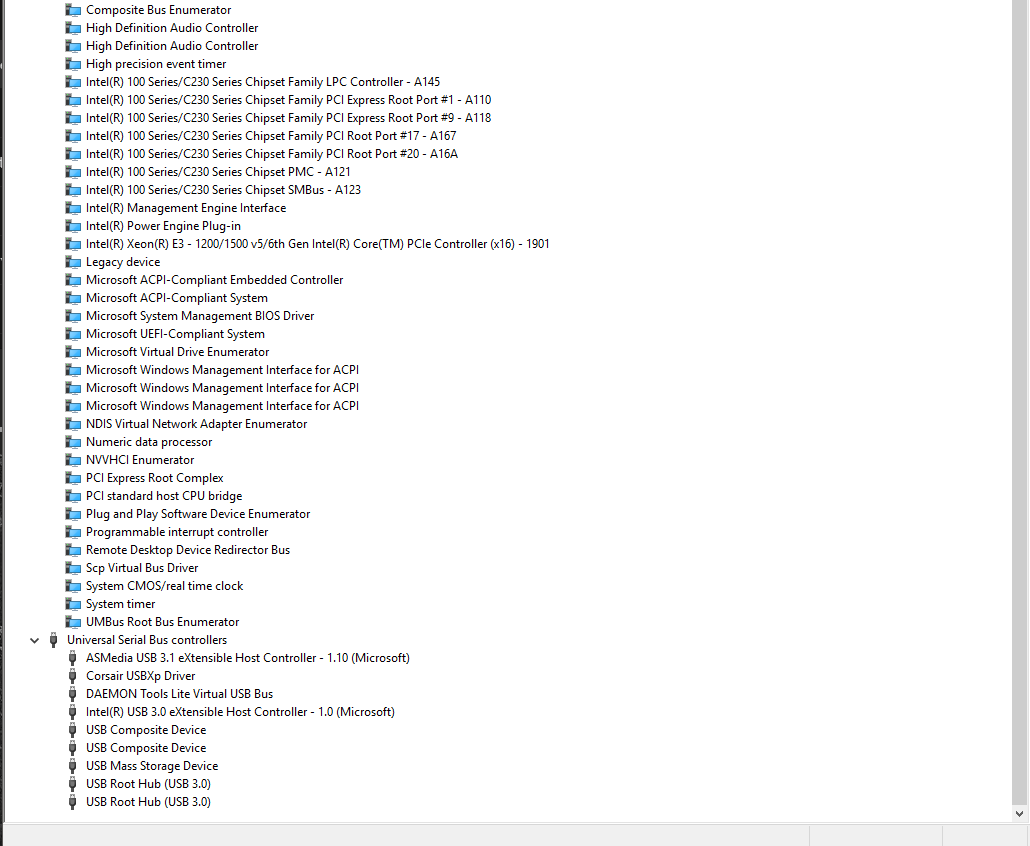 Composite Bus Enumerator
High Definition Audio Controller
High Definition Audio Controller
High precision event timer
Intel(R) 100 Series/C230 Series Chipset Family LPC Controller - A145
Intel(R) 100 Series/C230 Series Chipset Family PCI Express Root Port #1 - A110
Intel(R) 100 Series/C230 Series Chipset Family PCI Express Root Port #9 - A118
Intel(R) 100 Series/C230 Series Chipset Family PCI Root Port #17 - A167
Intel(R) 100 Series/C230 Series Chipset Family PCI Root Port #20 - A16A
Intel(R) 100 Series/C230 Series Chipset PMC - A121
Intel(R) 100 Series/C230 Series Chipset SMBus - A123
Intel(R) Management Engine Interface
Intel(R) Power Engine Plug-in
Intel(R) Xeon(R) E3 - 1200/1500 v5/6th Gen Intel(R) Core(TM) PCIe Controller (x16) - 1901
Legacy device
Microsoft ACPI-Compliant Embedded Controller
Microsoft ACPI-Compliant System
Microsoft System Management BIOS Driver
Microsoft UEFI-Compliant System
Microsoft Virtual Drive Enumerator
Microsoft Windows Management Interface for ACPI
Microsoft Windows Management Interface for ACPI
Microsoft Windows Management Interface for ACPI
NDIS Virtual Network Adapter Enumerator
Numeric data processor
NVVHCI Enumerator
PCI Express Root Complex
PCI standard host CPU bridge
Plug and Play Software Device Enumerator
Programmable interrupt controller
Remote Desktop Device Redirector Bus
Scp Virtual Bus Driver
System CMOS/real time clock
System timer
UMBus Root Bus Enumerator
Universal Serial Bus controllers
ASMedia USB 3.1 eXtensible Host Controller - 1.10 (Microsoft)
Corsair USBXp Driver
DAEMON Tools Lite Virtual USB Bus
Intel(R) USB 3.0 eXtensible Host Controller - 1.0 (Microsoft)
USB Composite Device
USB Composite Device
USB Mass Storage Device
USB Root Hub (USB 3.0)
USB Root Hub (USB 3.0)